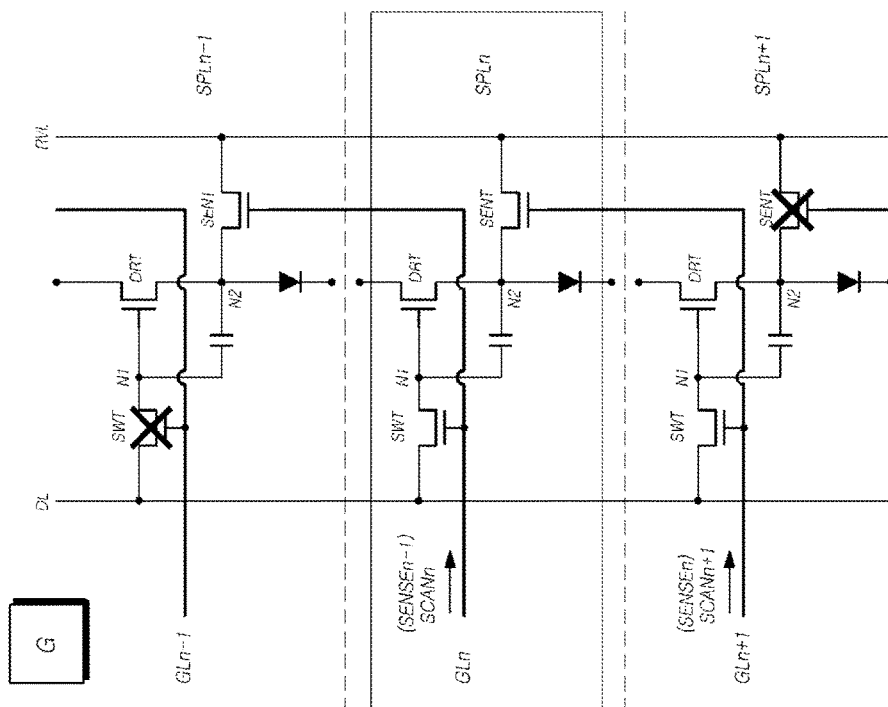 G
DL
RVL
SWT
N1
DRT
GLn-1
SPLn-1
SENT
N2
(SENSEn-1)
SCANn
SWT
N1
DRT
GLn
SPLn
SENT
N2
(SENSEn)
SCANn+1
SWT
N1
DRT
GLn+1
SPLn+1
SENT
N2